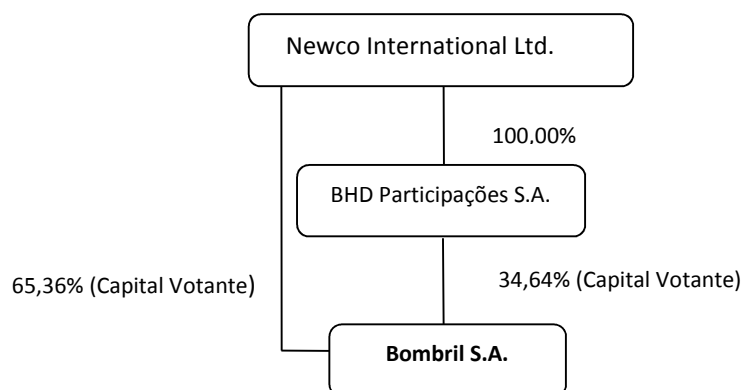 Newco International Ltd.
100,00%
BHD Participações S.A.
65,36% (Capital Votante)
34,64% (Capital Votante)
Bombril S.A.